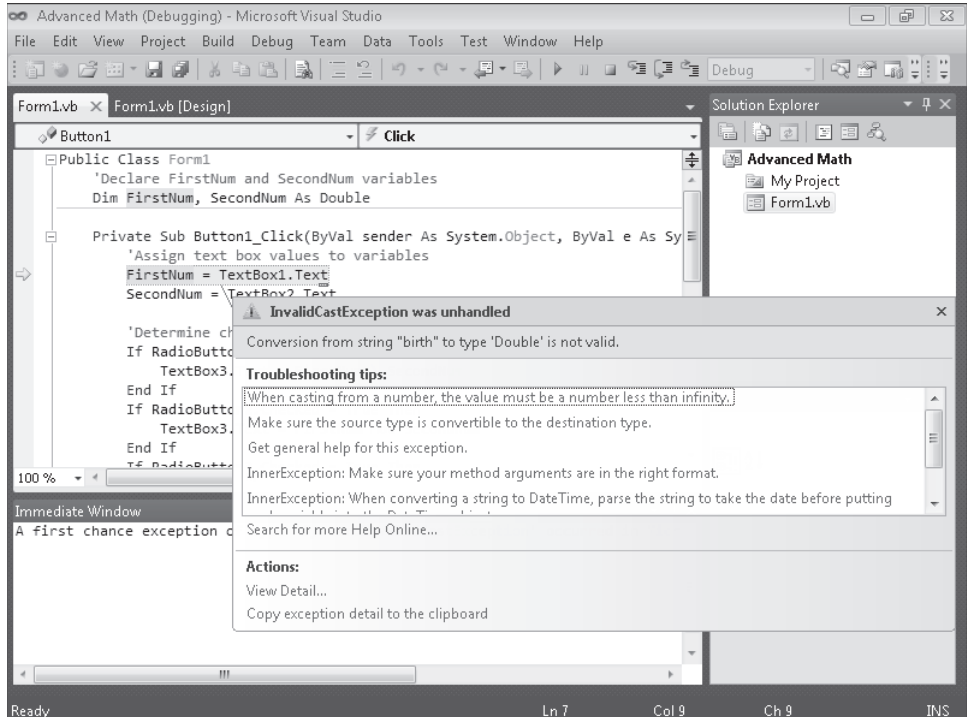 Advanced Math (Debugging) - Microsoft Visual Studio
File Edit View Project Build Debug Team Data Tools Test Window Help
Debug
Form1.vb Form1.vb [Design]
Button1 Click
Public Class Form1
'Declare FirstNum and SecondNum variables
Dim FirstNum, SecondNum As Double
Private Sub Button1_Click(ByVal sender As System.Object, ByVal e As Sy
'Assign text box values to variables
FirstNum = TextBox1.Text
SecondNum = TextBox2.Text
'Determine ch
If RadioButto
TextBox3.
End If
If RadioButto
TextBox3.
End If
If RadioButto
100 %
Immediate Window
A first chance exception o
InvalidCastException was unhandled
Conversion from string "birth" to type 'Double' is not valid.
Troubleshooting tips:
When casting from a number, the value must be a number less than infinity.
Make sure the source type is convertible to the destination type.
Get general help for this exception.
InnerException: Make sure your method arguments are in the right format.
InnerException: When converting a string to DateTime, parse the string to take the date before putting
Search for more Help Online...
Actions:
View Detail...
Copy exception detail to the clipboard
Solution Explorer
Advanced Math
My Project
Form1.vb
Ready Ln 7 Col 9 Ch 9 INS